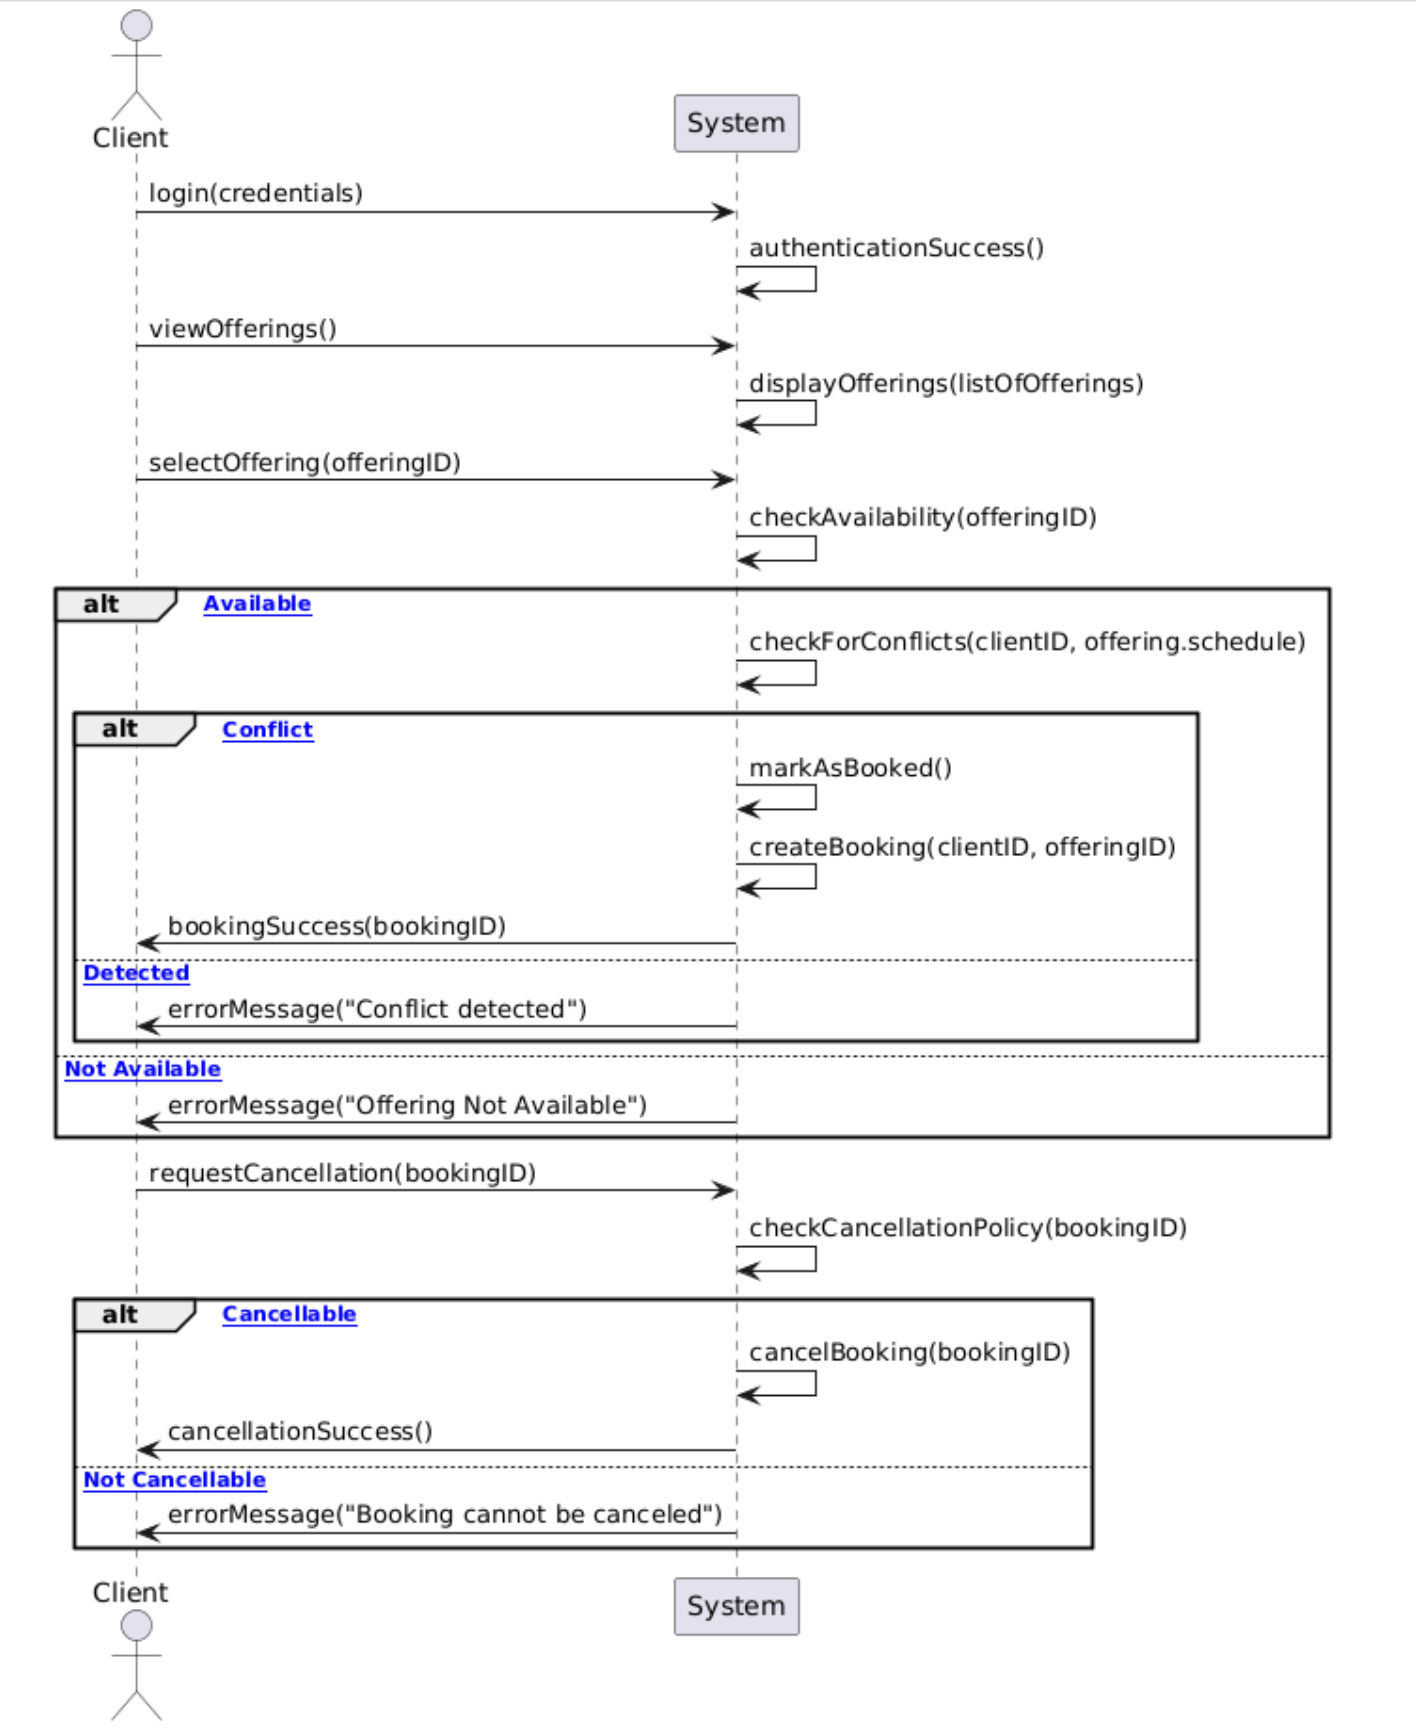 Client
System
login(credentials)
authenticationSuccess()
viewOfferings()
displayOfferings(listOfOfferings)
selectOffering(offeringID)
checkAvailability(offeringID)
alt Available
checkForConflicts(clientID, offering.schedule)
alt Conflict
markAsBooked()
createBooking(clientID, offeringID)
bookingSuccess(bookingID)
Detected
errorMessage("Conflict detected")
Not Available
errorMessage("Offering Not Available")
requestCancellation(bookingID)
checkCancellationPolicy(bookingID)
alt Cancellable
cancelBooking(bookingID)
cancellationSuccess()
Not Cancellable
errorMessage("Booking cannot be canceled")
Client
System